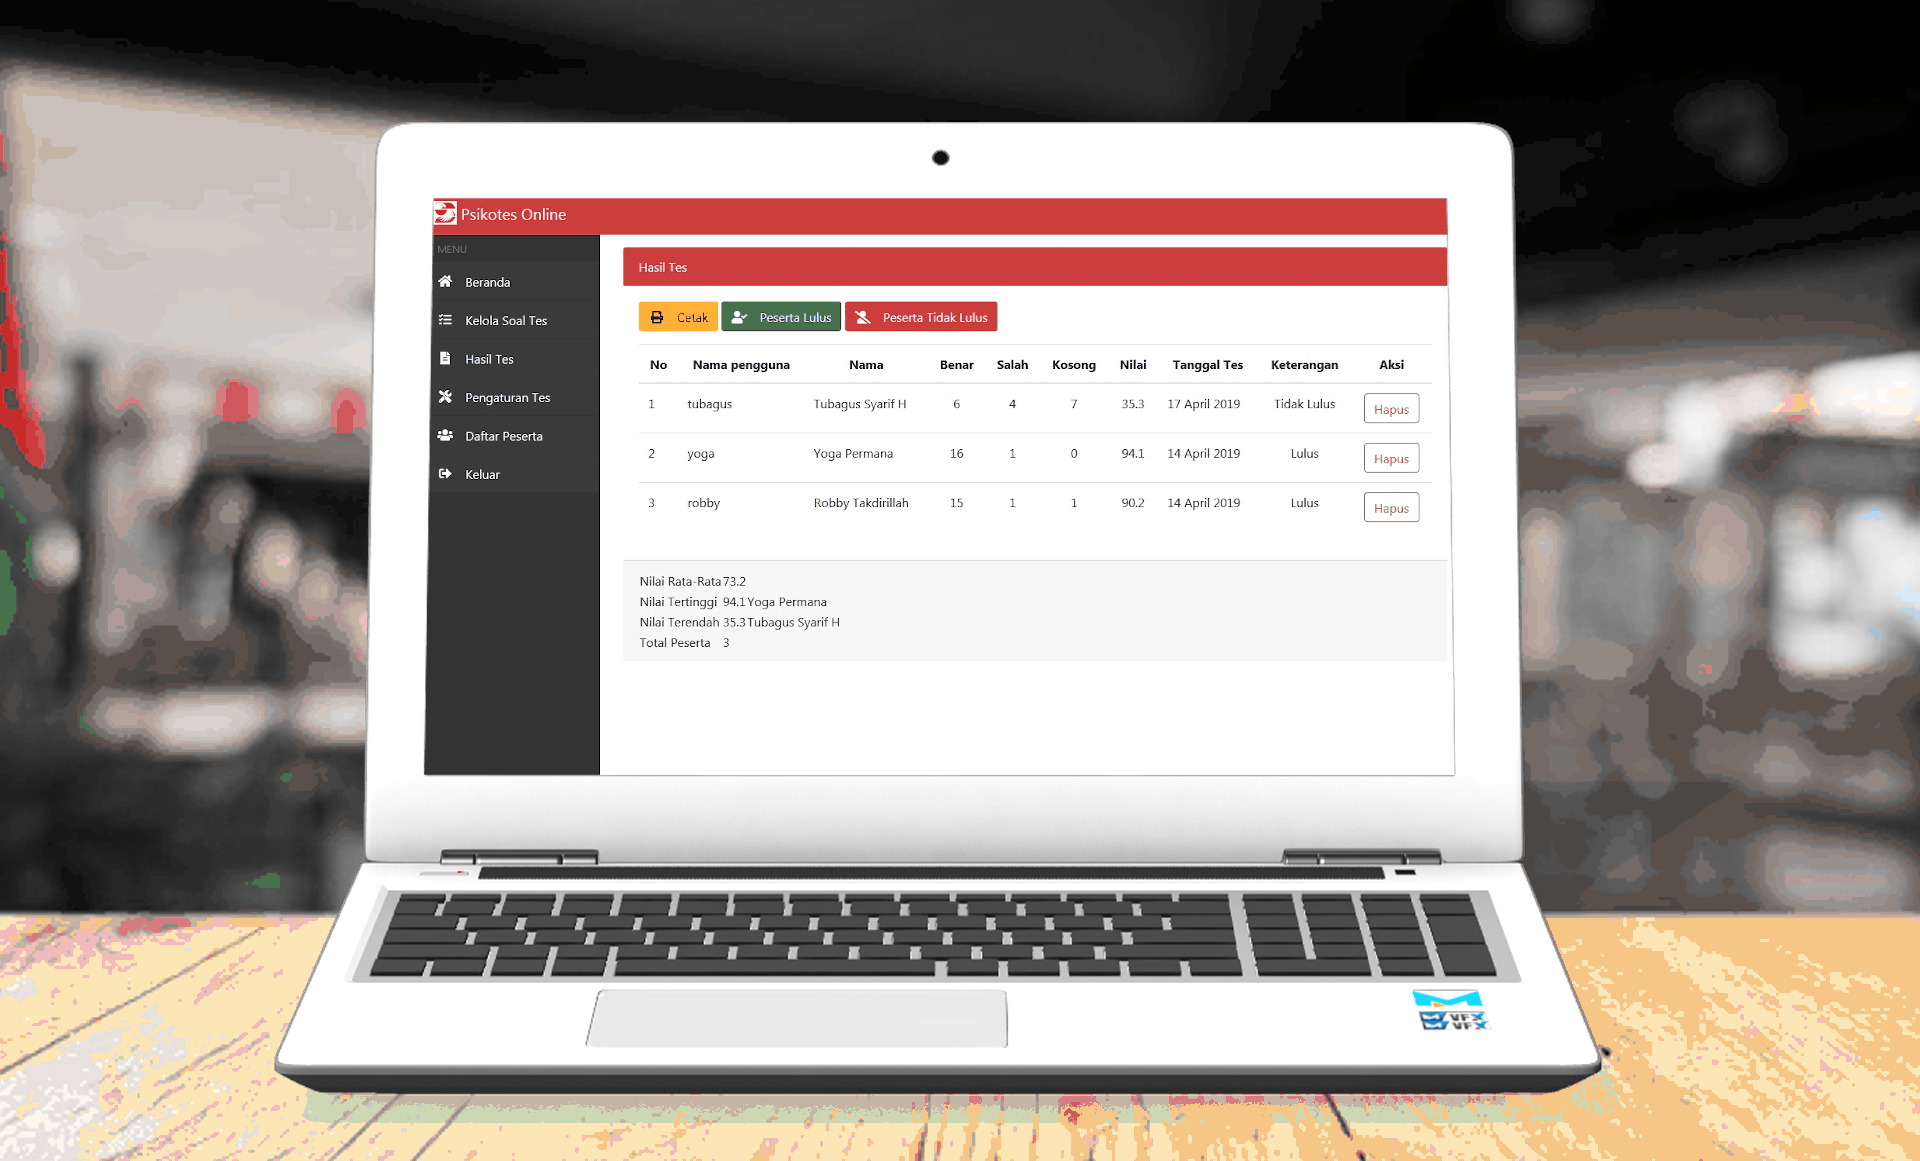 Psikotes Online
MENU
Beranda
Kelola Soal Tes
Hasil Tes
Pengaturan Tes
Daftar Peserta
Keluar
Hasil Tes
Cetak Peserta Lulus Peserta Tidak Lulus
No Nama pengguna Nama Benar Salah Kosong Nilai Tanggal Tes Keterangan Aksi
1 tubagus Tubagus Syarif H 6 4 7 35.3 17 April 2019 Tidak Lulus Hapus
2 yoga Yoga Permana 16 1 0 94.1 14 April 2019 Lulus Hapus
3 robby Robby Takdirillah 15 1 1 90.2 14 April 2019 Lulus Hapus
Nilai Rata-Rata 73.2
Nilai Tertinggi 94.1 Yoga Permana
Nilai Terendah 35.3 Tubagus Syarif H
Total Peserta 3
M VFX
M VFX